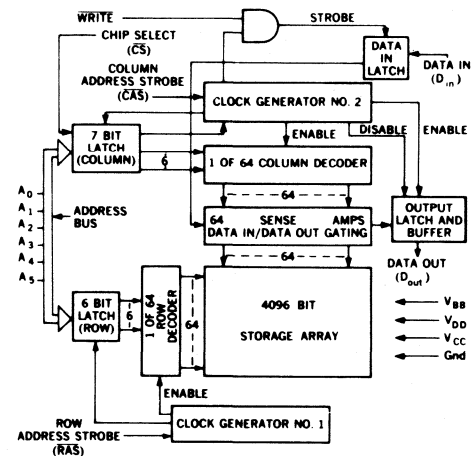 WRITE
STROBE
CHIP SELECT
(CS)
DATA
IN
LATCH
DATA IN
(Din)
COLUMN
ADDRESS STROBE
(CAS)
CLOCK GENERATOR NO. 2
7 BIT
LATCH
(COLUMN)
ENABLE
DISABLE
ENABLE
6
1 OF 64 COLUMN DECODER
64
A0
A1
A2
A3
A4
A5
ADDRESS
BUS
64 SENSE AMPS
DATA IN/DATA OUT GATING
OUTPUT
LATCH AND
BUFFER
64
DATA OUT
(Dout)
6 BIT
LATCH
(ROW)
6
1 OF 64
ROW
DECODER
64
4096 BIT
STORAGE ARRAY
VBB
VDD
VCC
Gnd
ENABLE
CLOCK GENERATOR NO. 1
ROW
ADDRESS STROBE
(RAS)